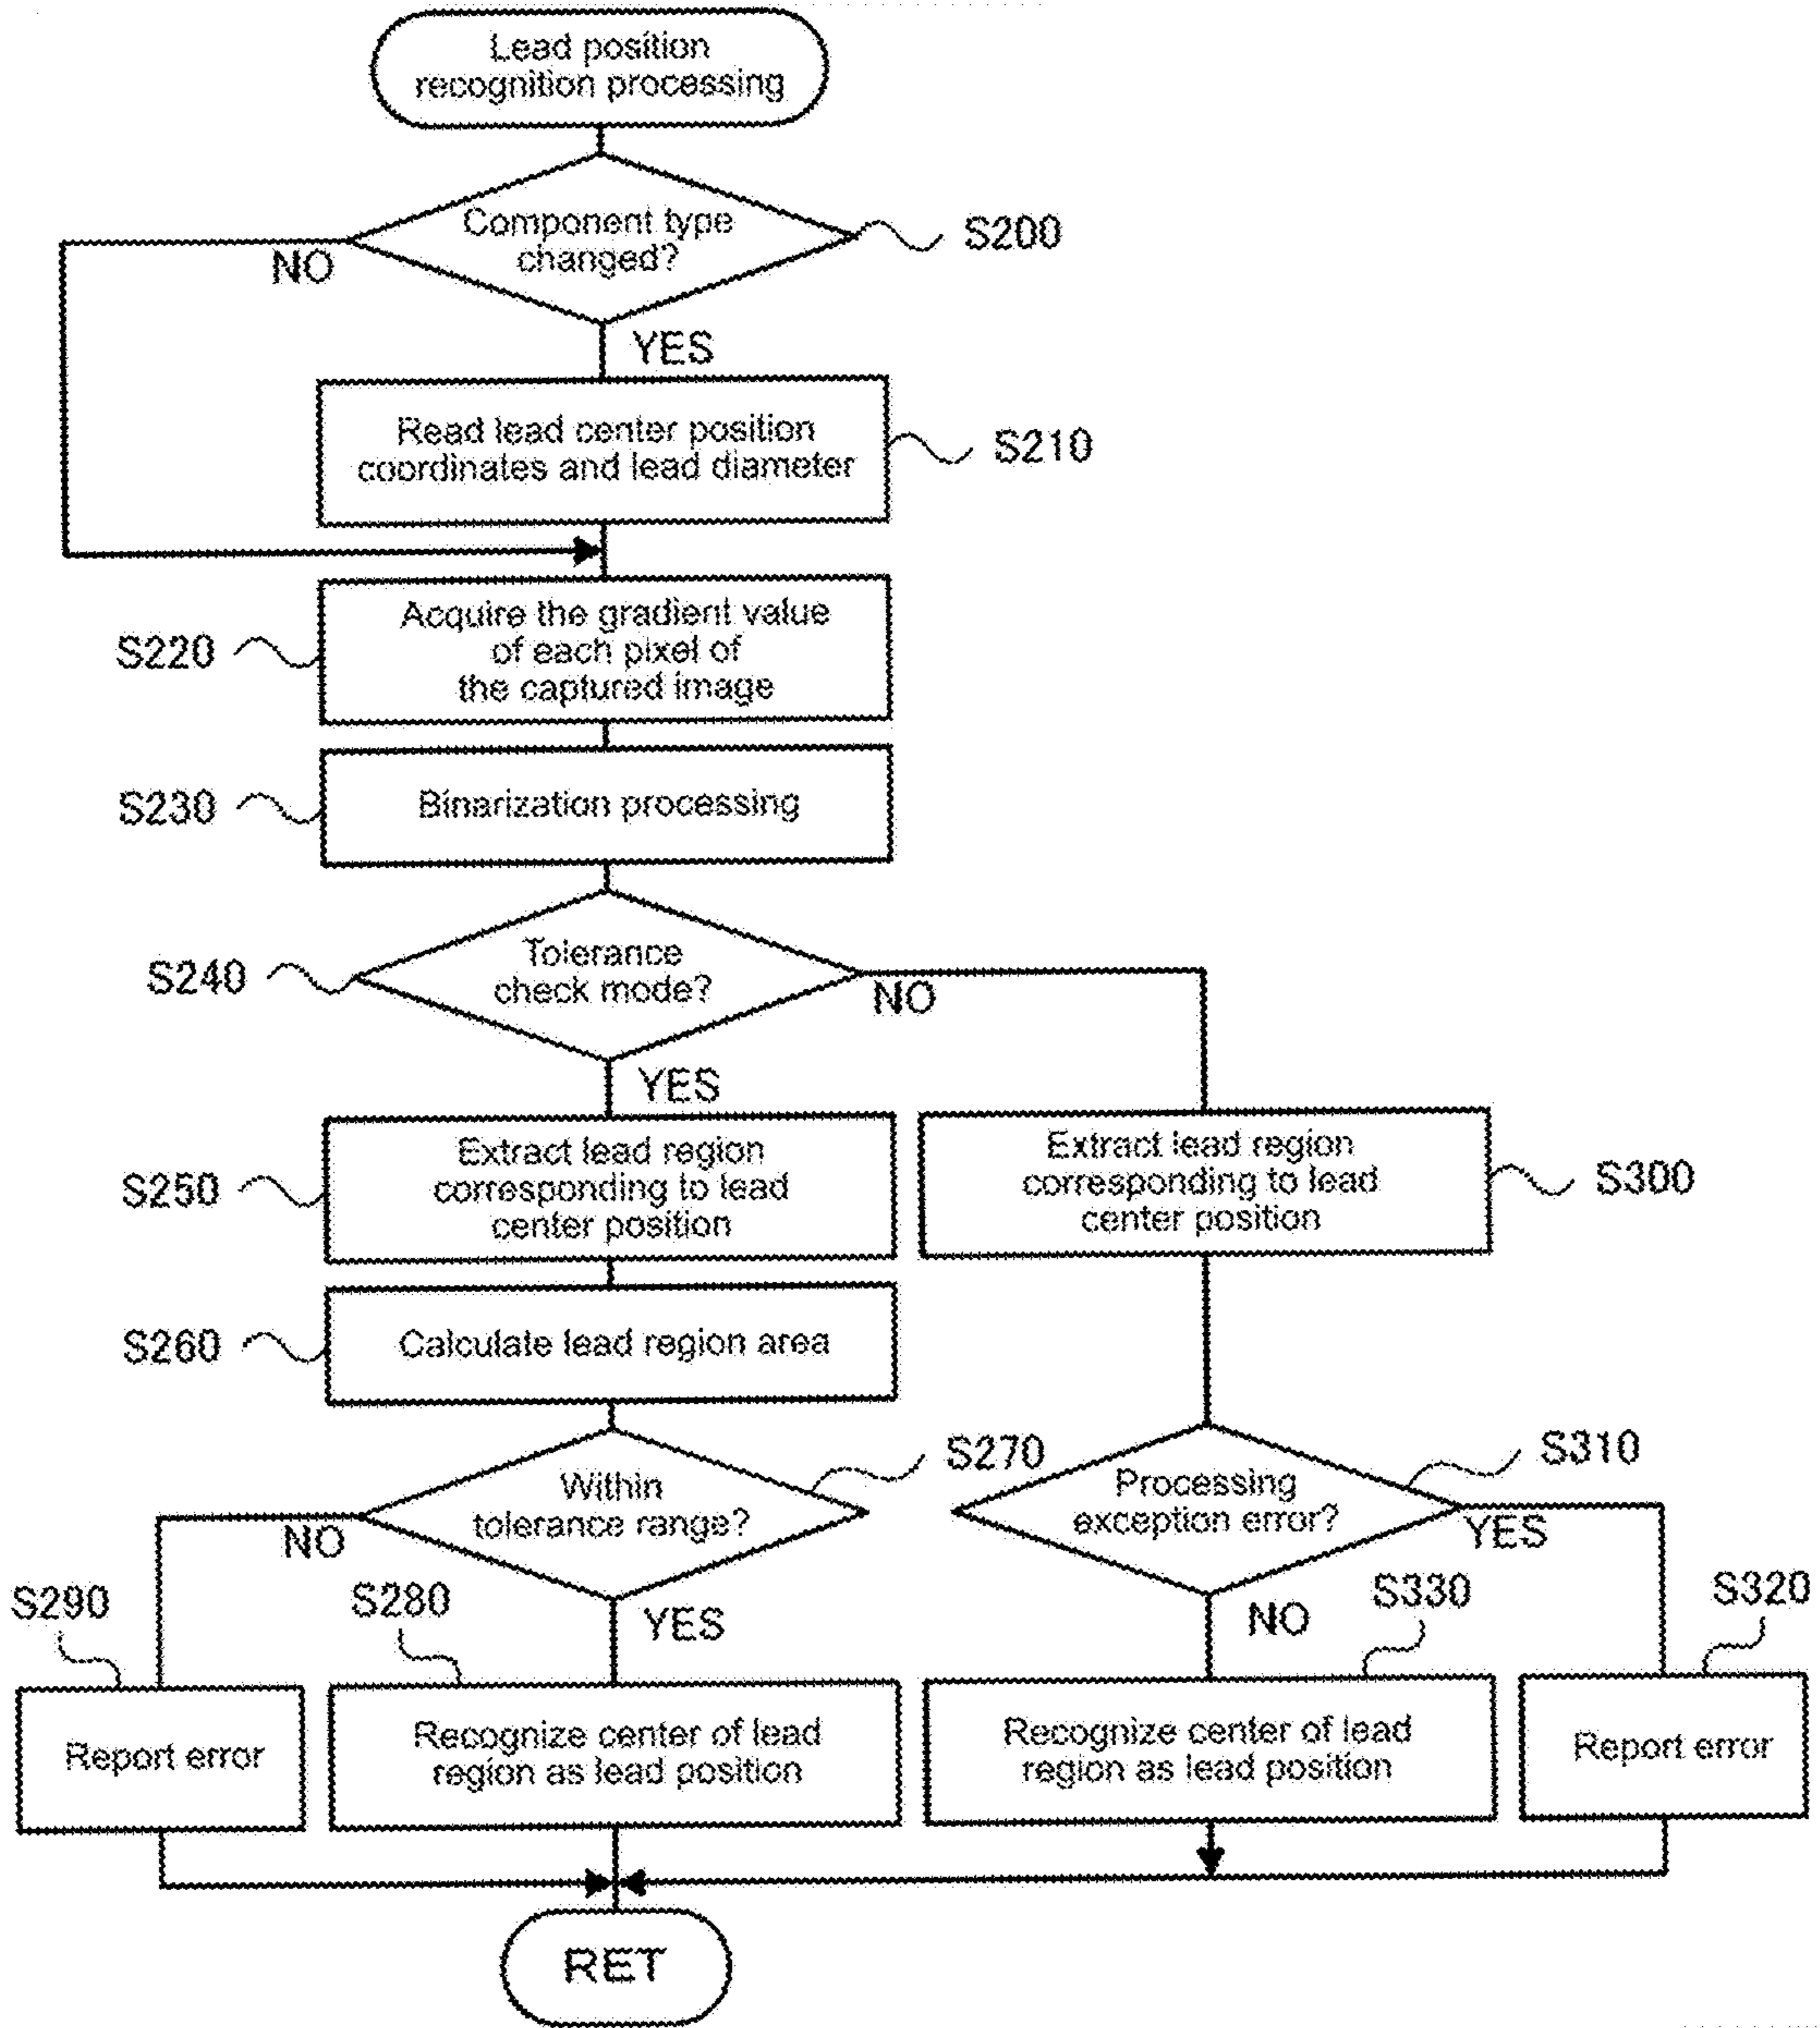 Lead position
recognition processing
Component type
changed?
S200
NO
YES
Read lead center position
coordinates and lead diameter
S210
Acquire the gradient value
of each pixel of
the captured image
S220
Binarization processing
S230
Tolerance
check mode?
S240
NO
YES
Extract lead region
corresponding to lead
center position
S250
Extract lead region
corresponding to lead
center position
S300
Calculate lead region area
S260
Within
tolerance range?
S270
NO
YES
Processing
exception error?
S310
YES
NO
S290
Report error
S280
Recognize center of lead
region as lead position
S330
Recognize center of lead
region as lead position
S320
Report error
RET